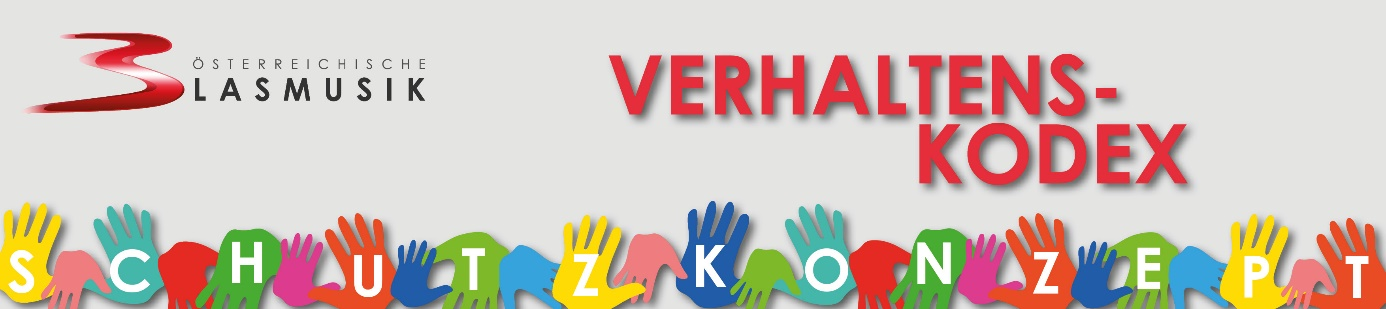 ÖSTERREICHISCHE
BLASMUSIK
VERHALTENS-
KODEX
SCHUTZKONZEPT